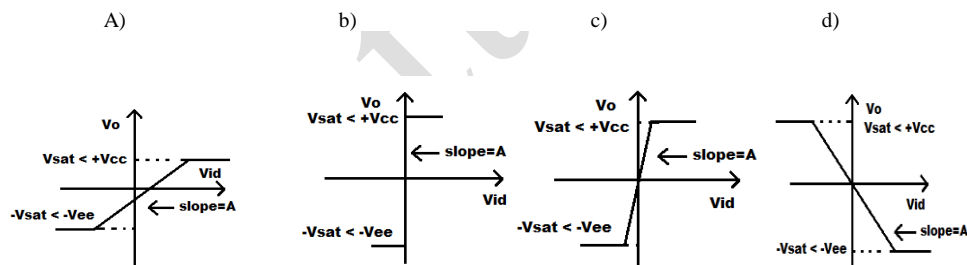 A)
b)
c)
d)
Vo
Vsat < +Vcc
Vid
slope=A
-Vsat < -Vee
Vo
Vsat < +Vcc
slope=A
Vid
-Vsat < -Vee
Vo
Vsat < +Vcc
slope=A
Vid
-Vsat < -Vee
Vo
Vsat < +Vcc
Vid
slope=A
-Vsat < -Vee